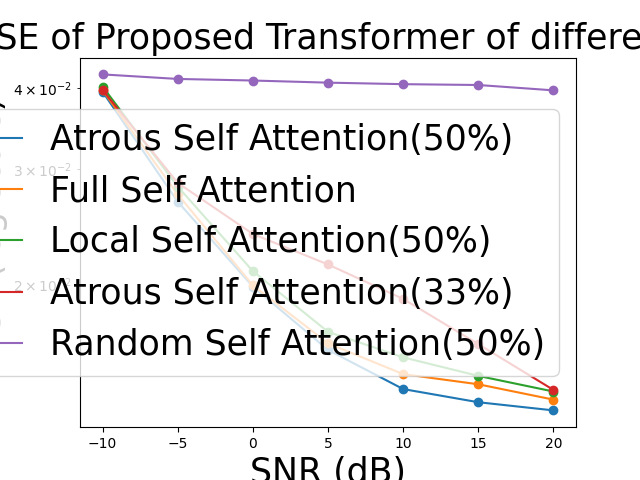 SE of Proposed Transformer of differe
4 × 10⁻²
3 × 10⁻²
2 × 10
Atrous Self Attention(50%)
Full Self Attention
Local Self Attention(50%)
Atrous Self Attention(33%)
Random Self Attention(50%)
−10 −5 0 5 10 15 20
SNR (dB)